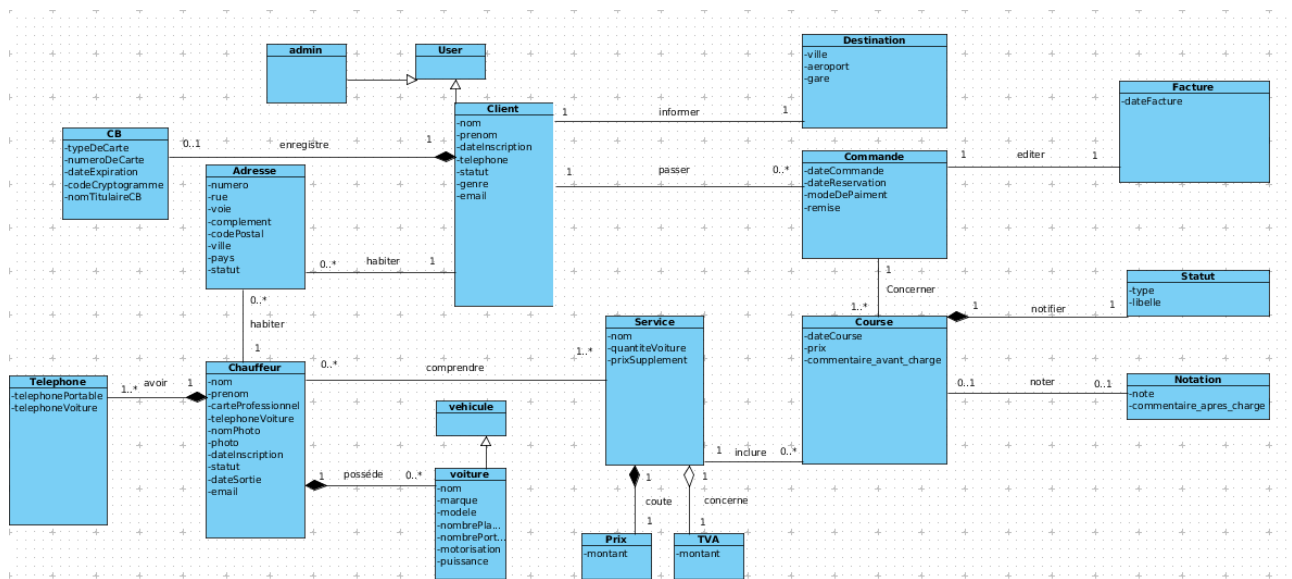 admin
User
Destination
-ville
-aeroport
-gare
Facture
-dateFacture
Client
-nom
-prenom
-dateInscription
-telephone
-statut
-genre
-email
1
informer
1
CB
-typeDeCarte
-numeroDeCarte
-dateExpiration
-codeCryptogramme
-nomTitulaireCB
0..1
enregistre
1
Commande
-dateCommande
-dateReservation
-modeDePaiment
-remise
1
editer
1
Adresse
-numero
-rue
-voie
-complement
-codePostal
-ville
-pays
-statut
1
passer
0..*
0..*
habiter
1
1
Concerner
1..*
Statut
-type
-libelle
0..*
habiter
1
Service
-nom
-quantiteVoiture
-prixSupplement
Course
-dateCourse
-prix
-commentaire_avant_charge
1
notifier
1
Chauffeur
-nom
-prenom
-carteProfessionnel
-telephoneVoiture
-nomPhoto
-photo
-dateInscription
-statut
-dateSortie
-email
0..*
comprendre
1..*
Telephone
-telephonePortable
-telephoneVoiture
1..*
avoir
1
0..1
noter
0..1
Notation
-note
-commentaire_apres_charge
vehicule
1
inclure
0..*
1
posséde
0..*
voiture
-nom
-marque
-modele
-nombrePla...
-nombrePort...
-motorisation
-puissance
1
coute
1
1
concerne
1
Prix
-montant
TVA
-montant